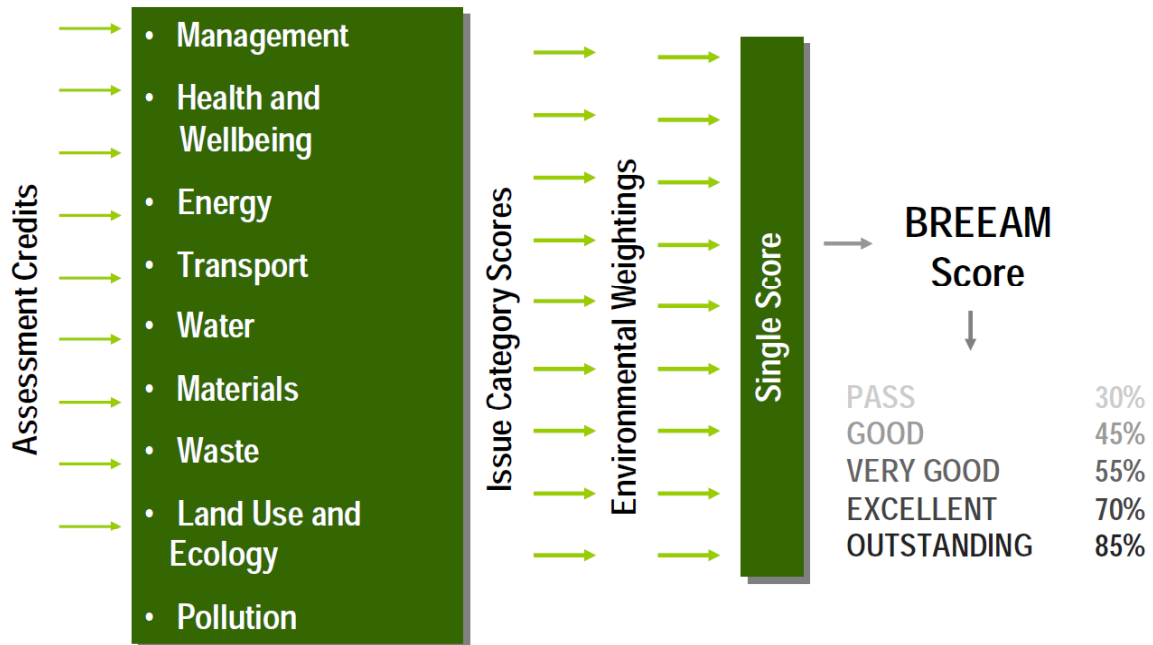 Assessment Credits
• Management
• Health and
Wellbeing
• Energy
• Transport
• Water
• Materials
• Waste
• Land Use and
Ecology
• Pollution
Issue Category Scores
Environmental Weightings
Single Score
BREEAM
Score
PASS 30%
GOOD 45%
VERY GOOD 55%
EXCELLENT 70%
OUTSTANDING 85%